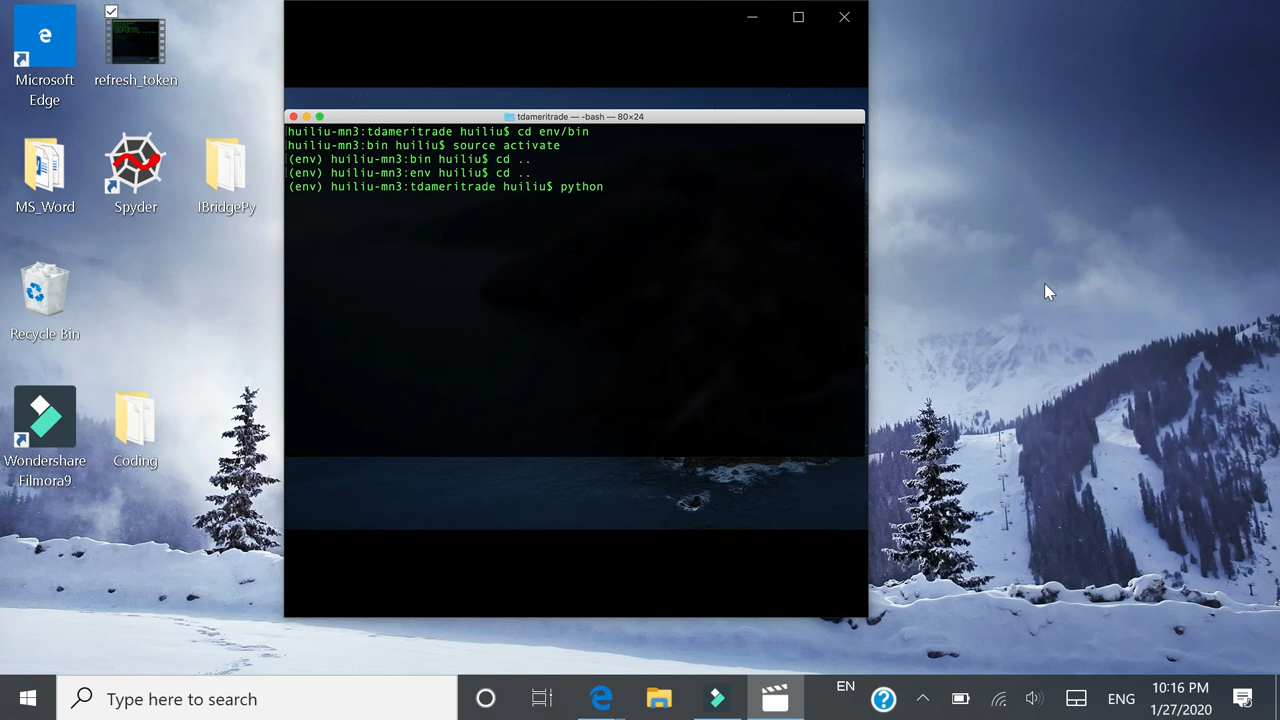 Microsoft
Edge
refresh_token
MS_Word
Spyder
IBridgePy
Recycle Bin
Wondershare
Filmora9
Coding
tdameritrade — -bash — 80×24
huiliu-mn3:tdameritrade huiliu$ cd env/bin
huiliu-mn3:bin huiliu$ source activate
(env) huiliu-mn3:bin huiliu$ cd ..
(env) huiliu-mn3:env huiliu$ cd ..
(env) huiliu-mn3:tdameritrade huiliu$ python
Type here to search
EN
ENG
10:16 PM
1/27/2020